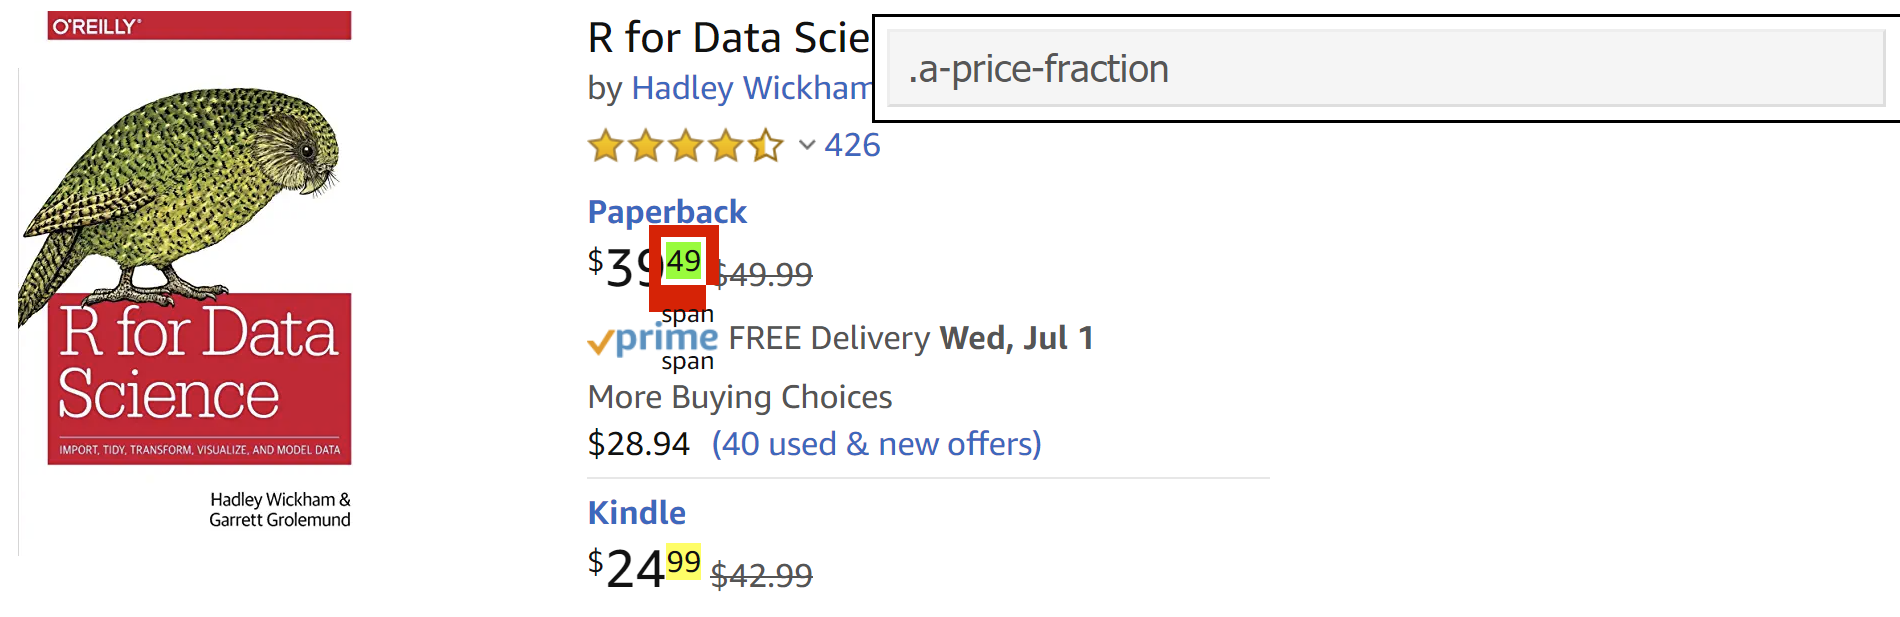 O'REILLY®
R for Data
Science
IMPORT, TIDY, TRANSFORM, VISUALIZE, AND MODEL DATA
Hadley Wickham &
Garrett Grolemund
R for Data Scie
by Hadley Wickham
.a-price-fraction
426
Paperback
$39 49 $49.99
span
prime FREE Delivery Wed, Jul 1
span
More Buying Choices
$28.94 (40 used & new offers)
Kindle
$24 99 $42.99